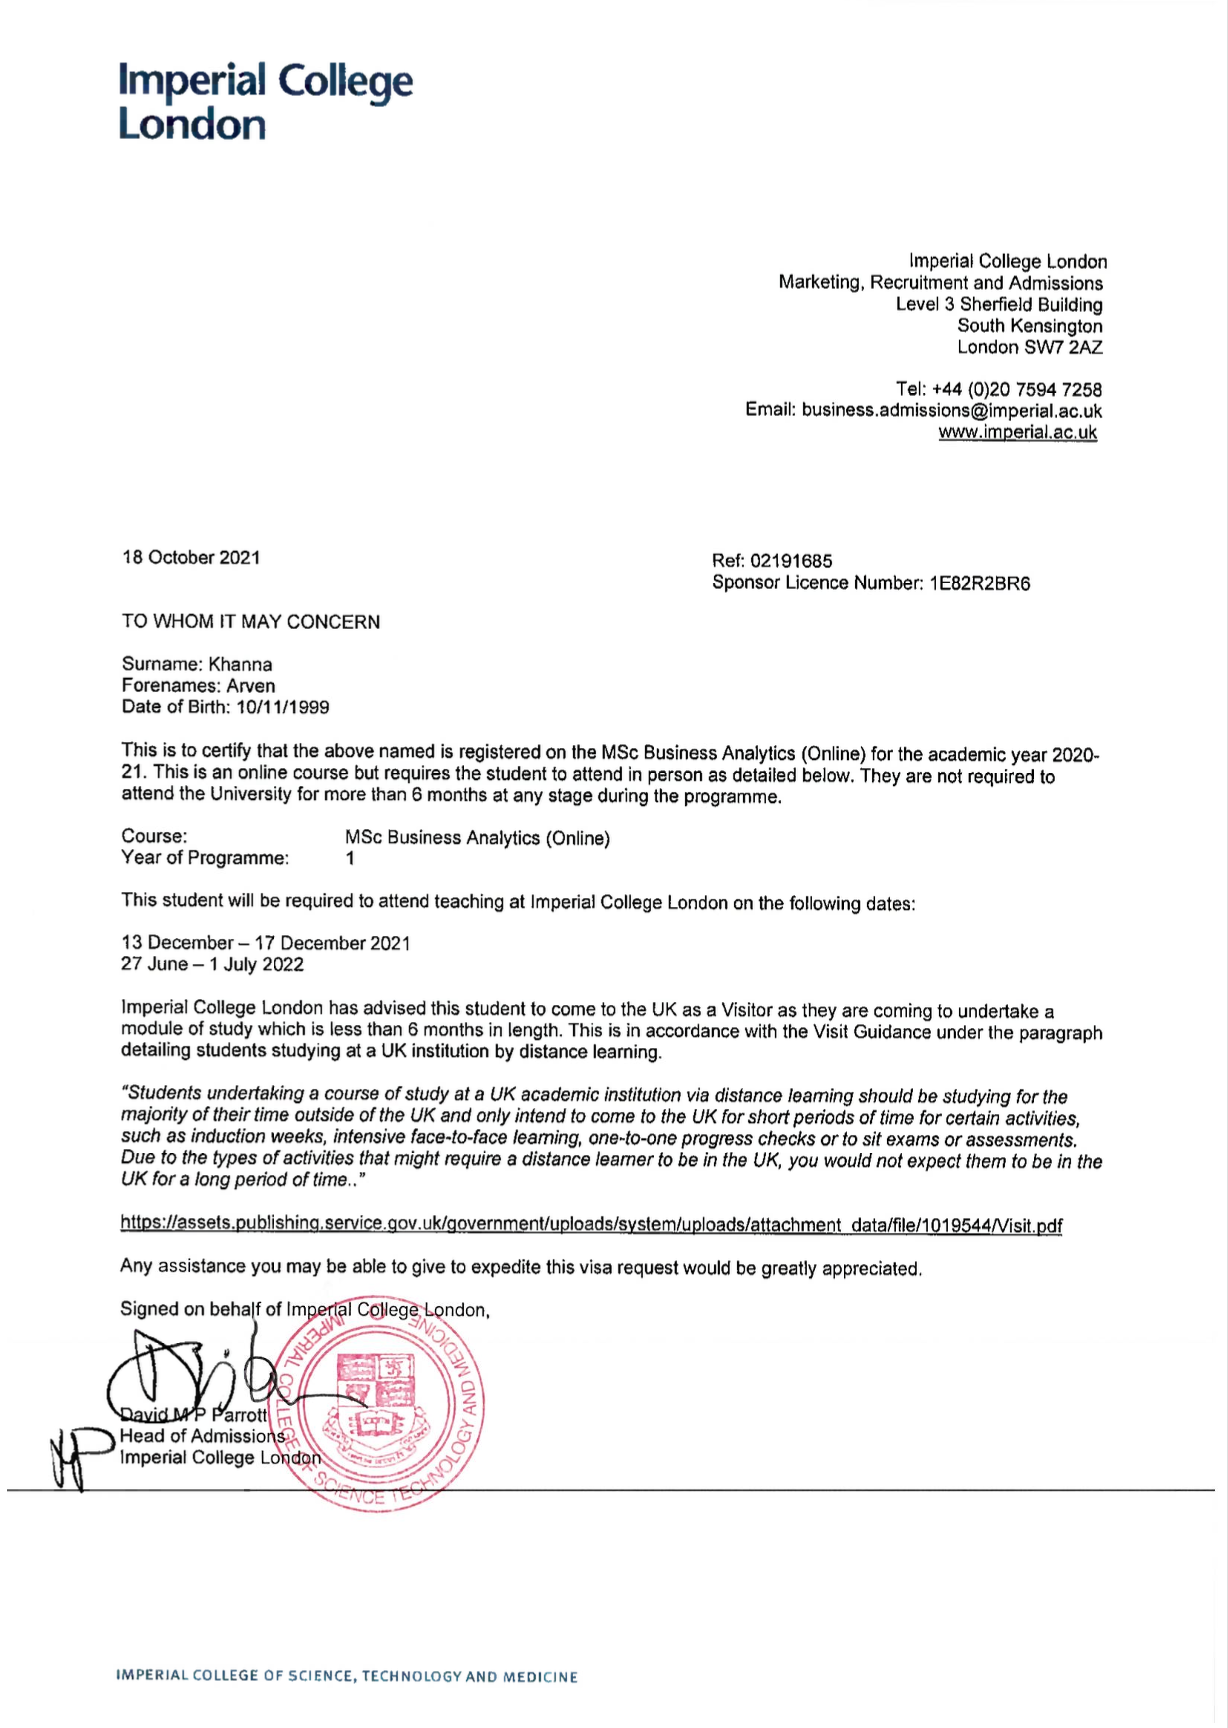 Imperial College
London
Imperial College London
Marketing, Recruitment and Admissions
Level 3 Sherfield Building
South Kensington
London SW7 2AZ
Tel: +44 (0)20 7594 7258
Email: business.admissions@imperial.ac.uk
www.imperial.ac.uk
18 October 2021
Ref: 02191685
Sponsor Licence Number: 1E82R2BR6
TO WHOM IT MAY CONCERN
Surname: Khanna
Forenames: Arven
Date of Birth: 10/11/1999
This is to certify that the above named is registered on the MSc Business Analytics (Online) for the academic year 2020-
21. This is an online course but requires the student to attend in person as detailed below. They are not required to
attend the University for more than 6 months at any stage during the programme.
Course: MSc Business Analytics (Online)
Year of Programme: 1
This student will be required to attend teaching at Imperial College London on the following dates:
13 December – 17 December 2021
27 June – 1 July 2022
Imperial College London has advised this student to come to the UK as a Visitor as they are coming to undertake a
module of study which is less than 6 months in length. This is in accordance with the Visit Guidance under the paragraph
detailing students studying at a UK institution by distance learning.
“Students undertaking a course of study at a UK academic institution via distance learning should be studying for the
majority of their time outside of the UK and only intend to come to the UK for short periods of time for certain activities,
such as induction weeks, intensive face-to-face learning, one-to-one progress checks or to sit exams or assessments.
Due to the types of activities that might require a distance learner to be in the UK, you would not expect them to be in the
UK for a long period of time..”
https://assets.publishing.service.gov.uk/government/uploads/system/uploads/attachment_data/file/1019544/Visit.pdf
Any assistance you may be able to give to expedite this visa request would be greatly appreciated.
Signed on behalf of Imperial College London,
David M P Parrott
Head of Admissions
Imperial College London
IMPERIAL COLLEGE OF SCIENCE TECHNOLOGY AND MEDICINE
IMPERIAL COLLEGE OF SCIENCE, TECHNOLOGY AND MEDICINE